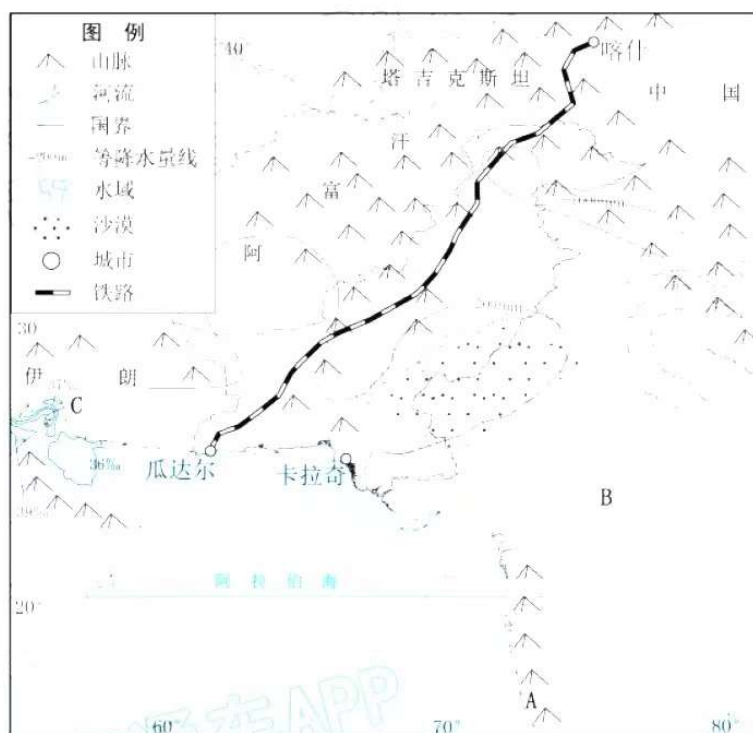 图例
山脉
河流
国界
等降水量线
水域
沙漠
城市
铁路
40
喀什
塔吉克斯坦
中国
阿富汗
30
伊朗
C
36‰
瓜达尔
卡拉奇
B
阿拉伯海
20°
A
60°
70°
80°